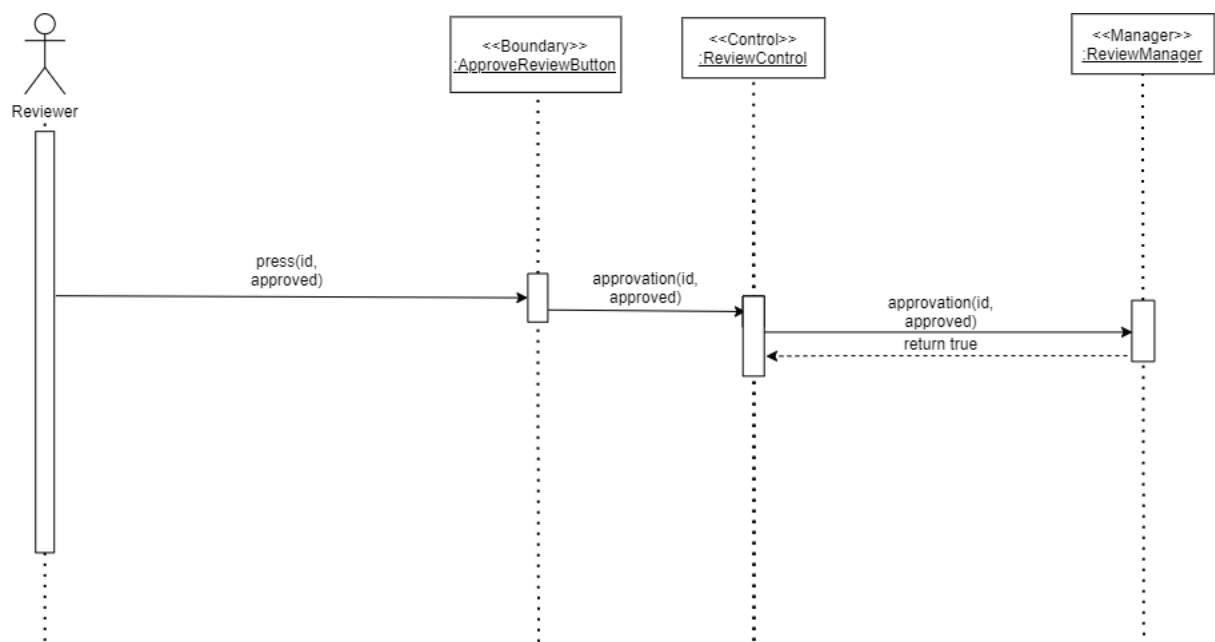 Reviewer
<<Boundary>>
:ApproveReviewButton
<<Control>>
:ReviewControl
<<Manager>>
:ReviewManager
press(id,
approved)
approvation(id,
approved)
approvation(id,
approved)
return true